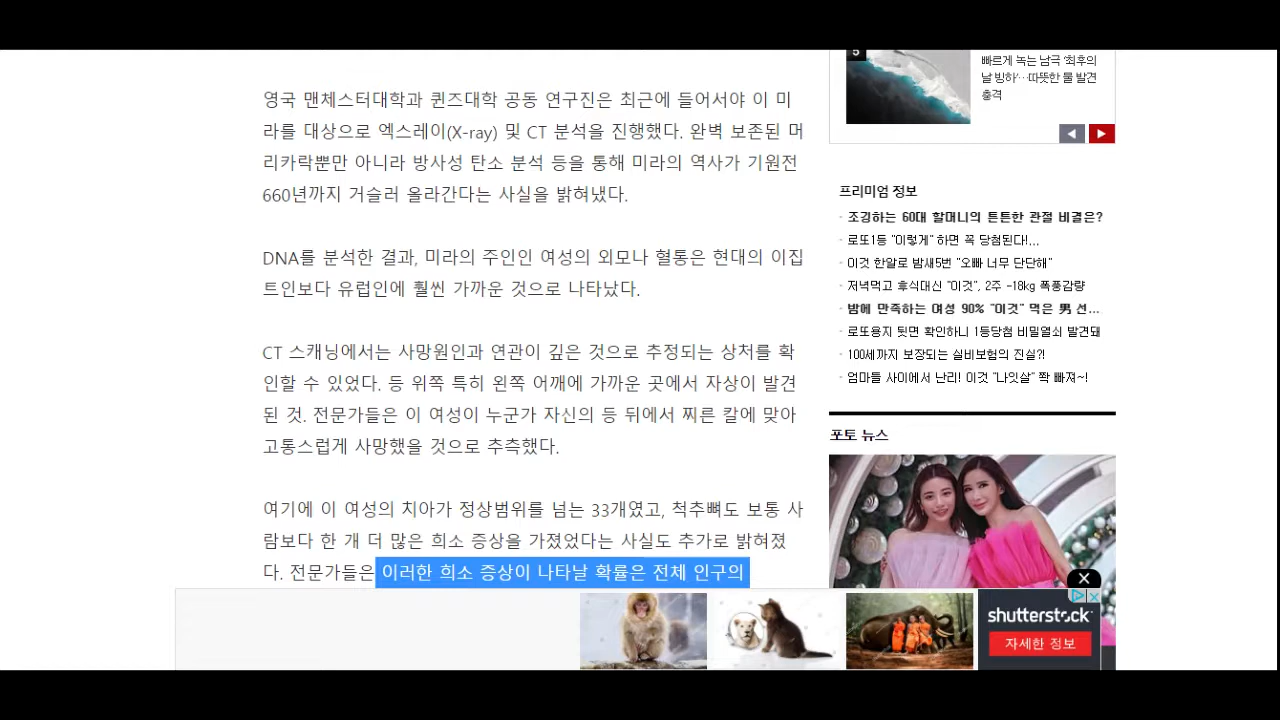 영국 맨체스터대학과 퀸즈대학 공동 연구진은 최근에 들어서야 이 미
라를 대상으로 엑스레이(X-ray) 및 CT 분석을 진행했다. 완벽 보존된 머
리카락뿐만 아니라 방사성 탄소 분석 등을 통해 미라의 역사가 기원전
660년까지 거슬러 올라간다는 사실을 밝혀냈다.
DNA를 분석한 결과, 미라의 주인인 여성의 외모나 혈통은 현대의 이집
트인보다 유럽인에 훨씬 가까운 것으로 나타났다.
CT 스캐닝에서는 사망원인과 연관이 깊은 것으로 추정되는 상처를 확
인할 수 있었다. 등 위쪽 특히 왼쪽 어깨에 가까운 곳에서 자상이 발견
된 것. 전문가들은 이 여성이 누군가 자신의 등 뒤에서 찌른 칼에 맞아
고통스럽게 사망했을 것으로 추측했다.
여기에 이 여성의 치아가 정상범위를 넘는 33개였고, 척추뼈도 보통 사
람보다 한 개 더 많은 희소 증상을 가졌었다는 사실도 추가로 밝혀졌
다. 전문가들은 이러한 희소 증상이 나타날 확률은 전체 인구의
5
빠르게 녹는 남극 '최후의
날 빙하'…따뜻한 물 발견
충격
프리미엄 정보
조깅하는 60대 할머니의 튼튼한 관절 비결은?
로또1등 "이렇게" 하면 꼭 당첨된다!...
이것 한알로 밤새5번 "오빠 너무 단단해"
저녁먹고 후식대신 "이것", 2주 -18kg 폭풍감량
밤에 만족하는 여성 90% "이것" 먹은 男 선...
로또용지 뒷면 확인하니 1등당첨 비밀열쇠 발견돼
100세까지 보장되는 실비보험의 진실?!
엄마들 사이에서 난리! 이것 "나잇살" 쫙 빠져~!
포토 뉴스
shutterstock
자세한 정보